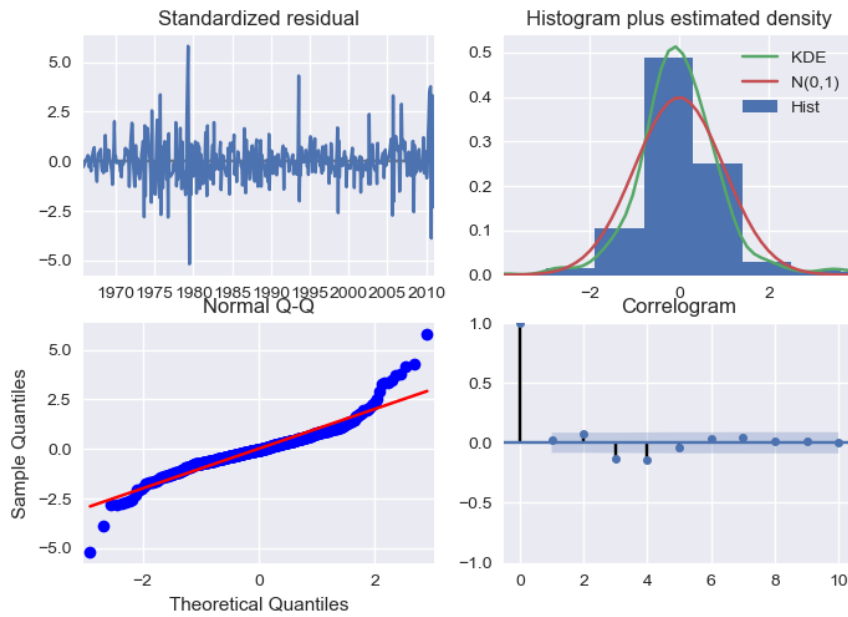 Standardized residual
5.0
2.5
0.0
−2.5
−5.0
1970 1975 1980 1985 1990 1995 2000 2005 2010
Histogram plus estimated density
0.5
0.4
0.3
0.2
0.1
0.0
KDE
N(0,1)
Hist
−2 0 2
Normal Q-Q
Sample Quantiles
5.0
2.5
0.0
−2.5
−5.0
−2 0 2
Theoretical Quantiles
Correlogram
1.0
0.5
0.0
−0.5
−1.0
0 2 4 6 8 10